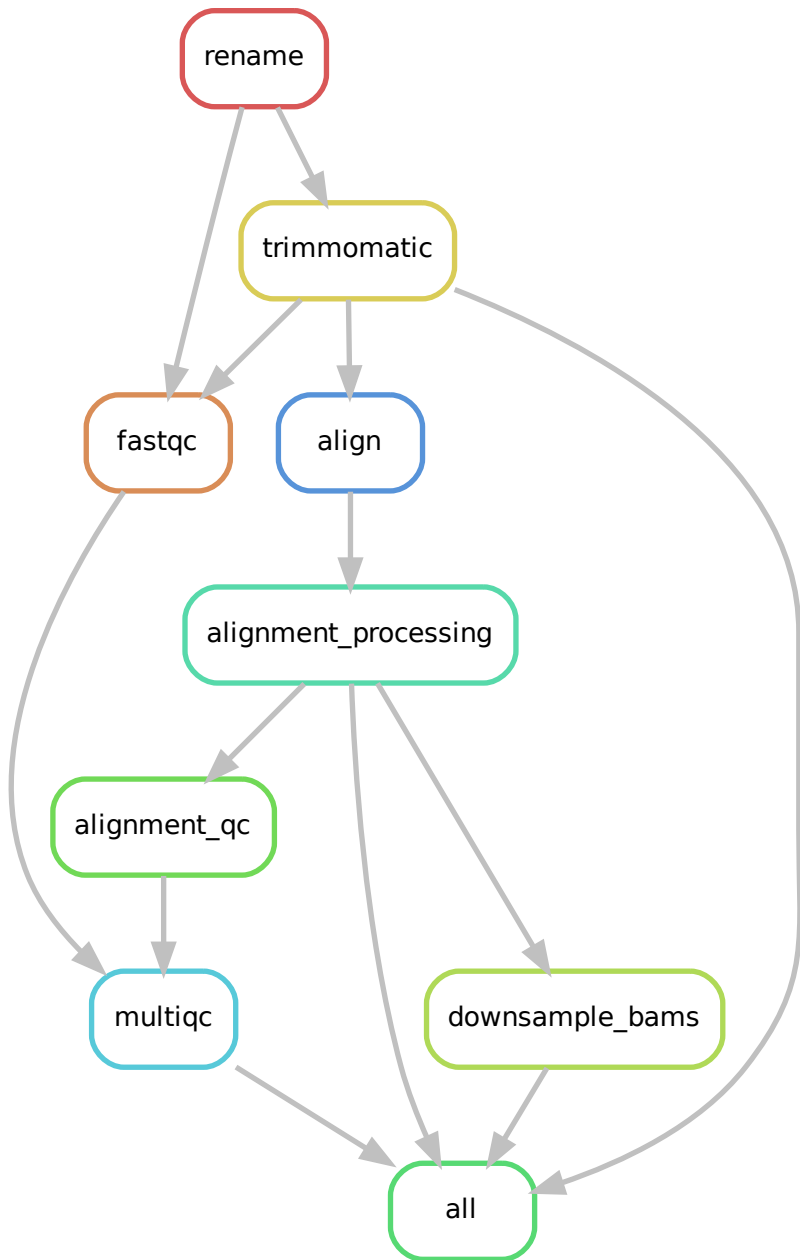 rename
trimmomatic
fastqc
align
alignment_processing
alignment_qc
multiqc
downsample_bams
all